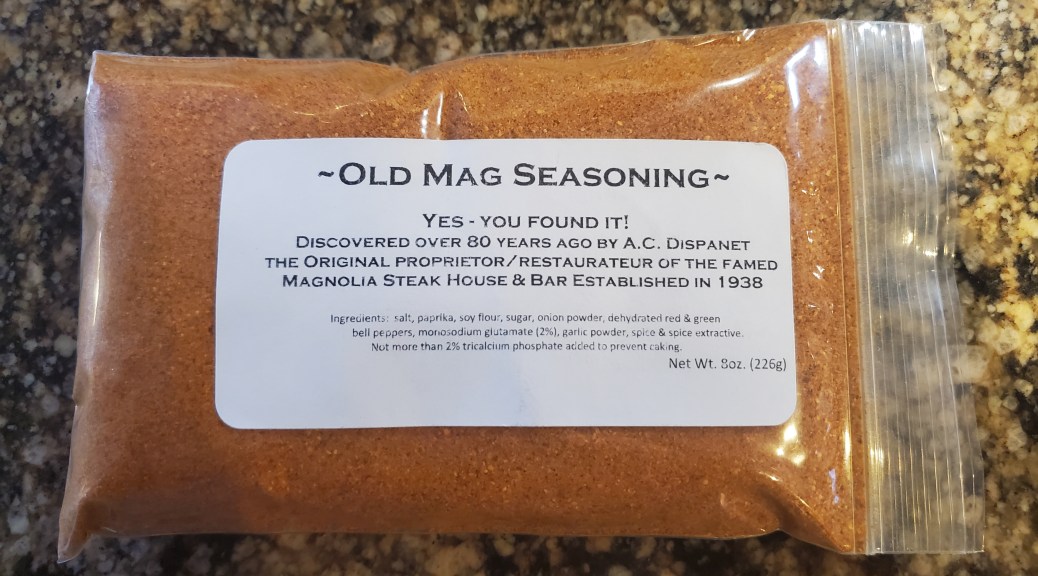 ~OLD MAG SEASONING~
YES - YOU FOUND IT!
DISCOVERED OVER 80 YEARS AGO BY A.C. DISPANET
THE ORIGINAL PROPRIETOR/RESTAURATEUR OF THE FAMED
MAGNOLIA STEAK HOUSE & BAR ESTABLISHED IN 1938
Ingredients: salt, paprika, soy flour, sugar, onion powder, dehydrated red & green
bell peppers, monosodium glutamate (2%), garlic powder, spice & spice extractive.
Not more than 2% tricalcium phosphate added to prevent caking.
Net Wt. 8oz. (226g)